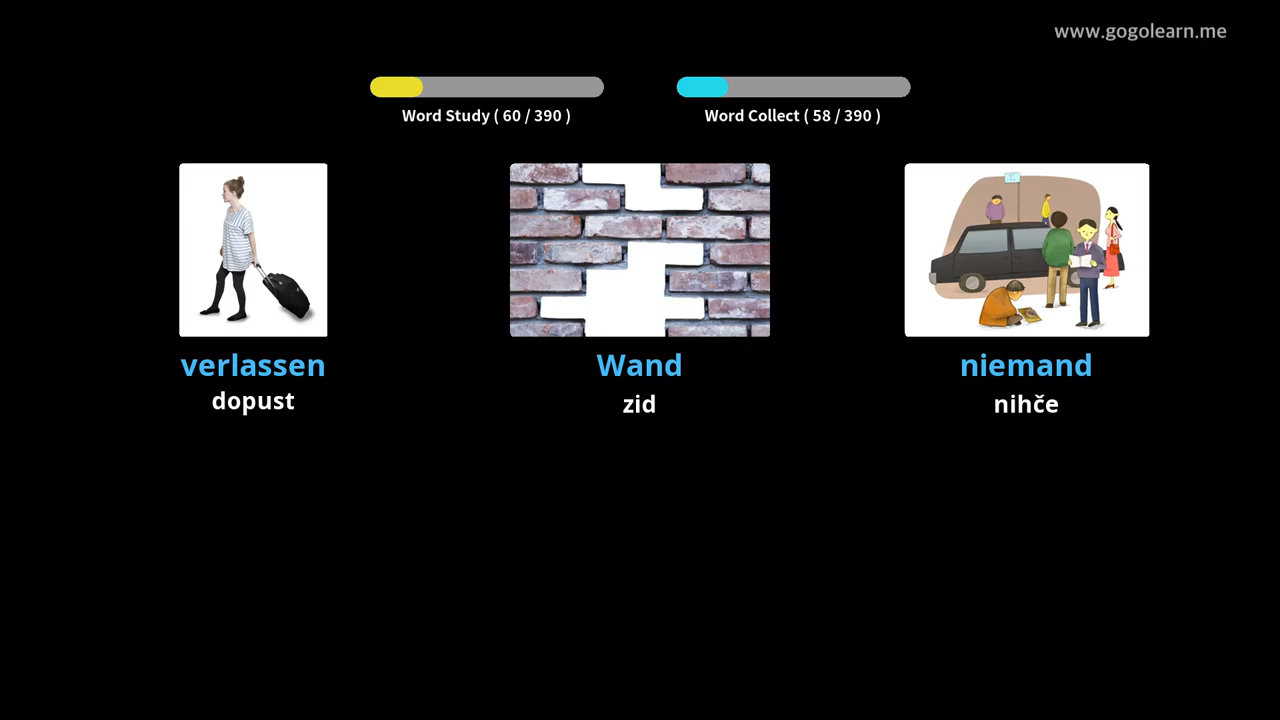 www.gogolearn.me
Word Study ( 60 / 390 )
Word Collect ( 58 / 390 )
verlassen
dopust
Wand
zid
niemand
nihče